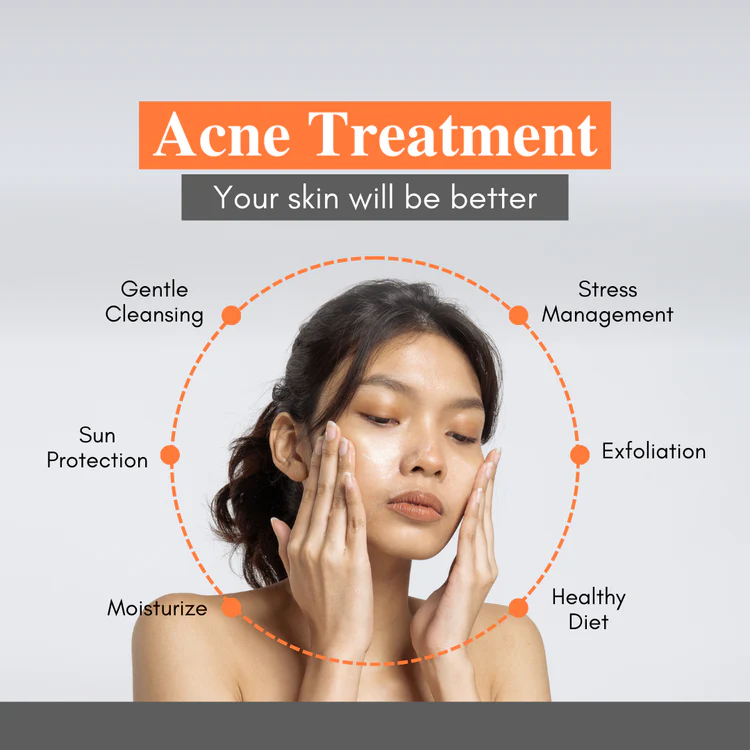 Acne Treatment
Your skin will be better
Gentle
Cleansing
Stress
Management
Sun
Protection
Exfoliation
Moisturize
Healthy
Diet